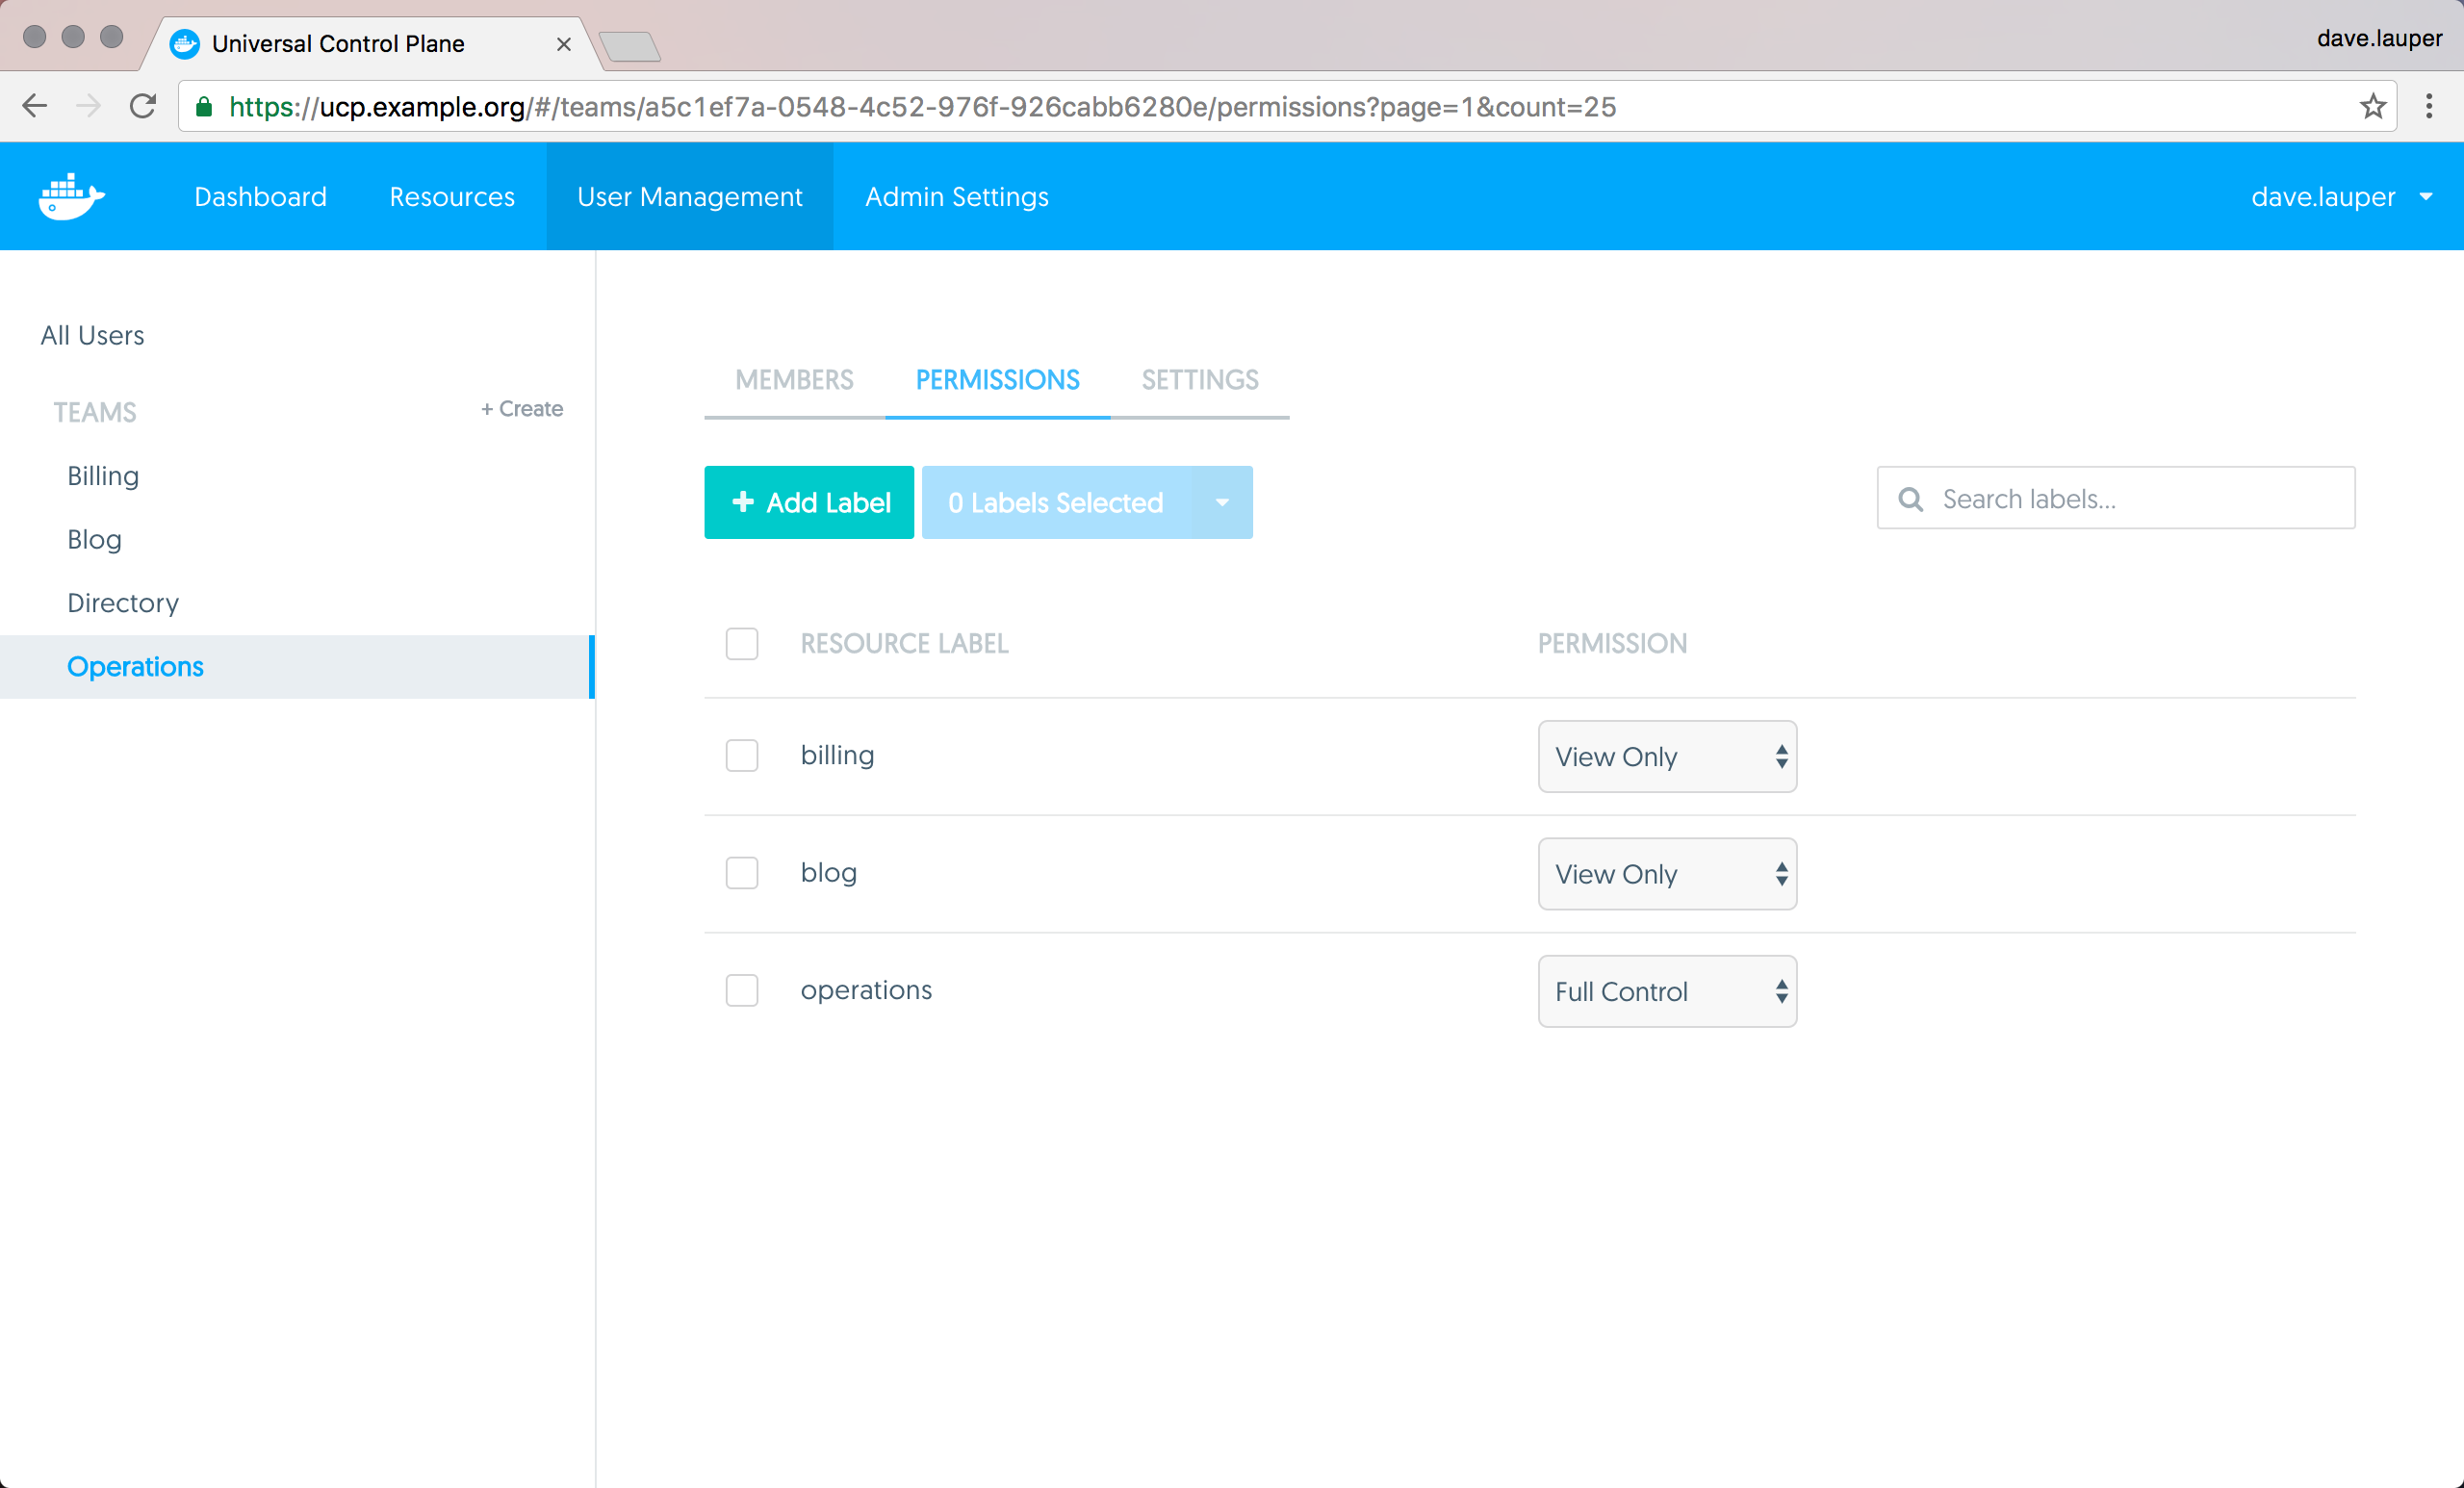 Universal Control Plane
dave.lauper
https://ucp.example.org/#/teams/a5c1ef7a-0548-4c52-976f-926cabb6280e/permissions?page=1&count=25
Dashboard Resources User Management Admin Settings dave.lauper
All Users
TEAMS + Create
Billing
Blog
Directory
Operations
MEMBERS PERMISSIONS SETTINGS
+ Add Label 0 Labels Selected
Search labels...
RESOURCE LABEL PERMISSION
billing View Only
blog View Only
operations Full Control